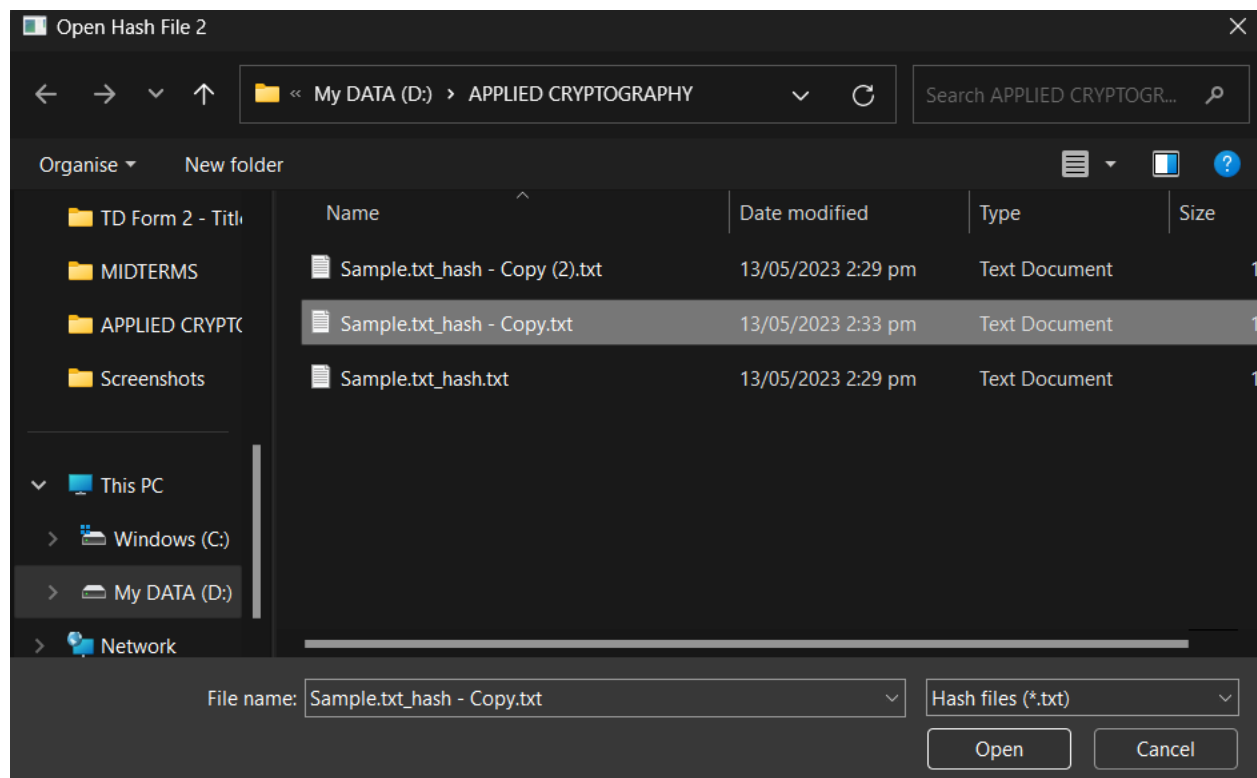 Open Hash File 2
« My DATA (D:) > APPLIED CRYPTOGRAPHY
Search APPLIED CRYPTOGR...
Organise New folder
?
TD Form 2 - Titl
MIDTERMS
APPLIED CRYPTO
Screenshots
Name Date modified Type Size
Sample.txt_hash - Copy (2).txt 13/05/2023 2:29 pm Text Document 1
Sample.txt_hash - Copy.txt 13/05/2023 2:33 pm Text Document 1
Sample.txt_hash.txt 13/05/2023 2:29 pm Text Document 1
This PC
Windows (C:)
My DATA (D:)
Network
File name: Sample.txt_hash - Copy.txt Hash files (*.txt)
Open Cancel